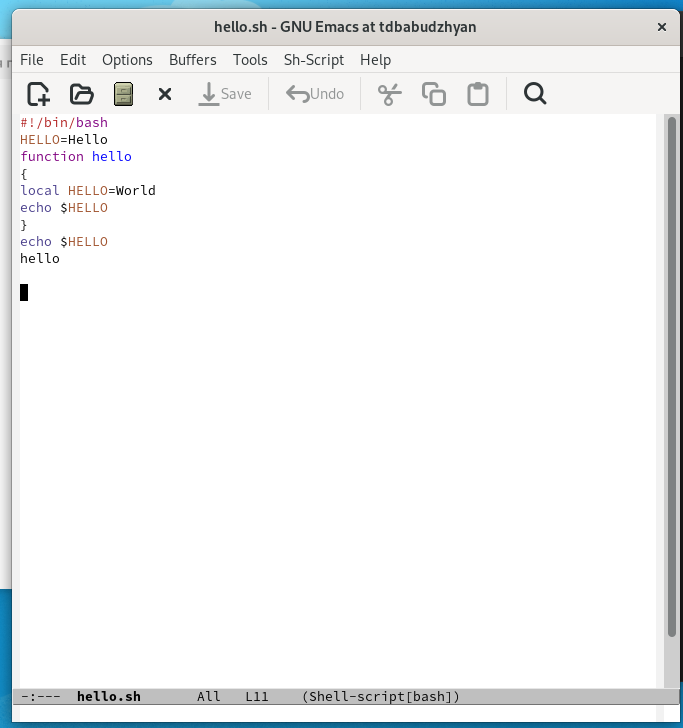 hello.sh - GNU Emacs at tdbabudzhyan ×
File Edit Options Buffers Tools Sh-Script Help
Save Undo
#!/bin/bash
HELLO=Hello
function hello
{
local HELLO=World
echo $HELLO
}
echo $HELLO
hello
-:--- hello.sh All L11 (Shell-script[bash])